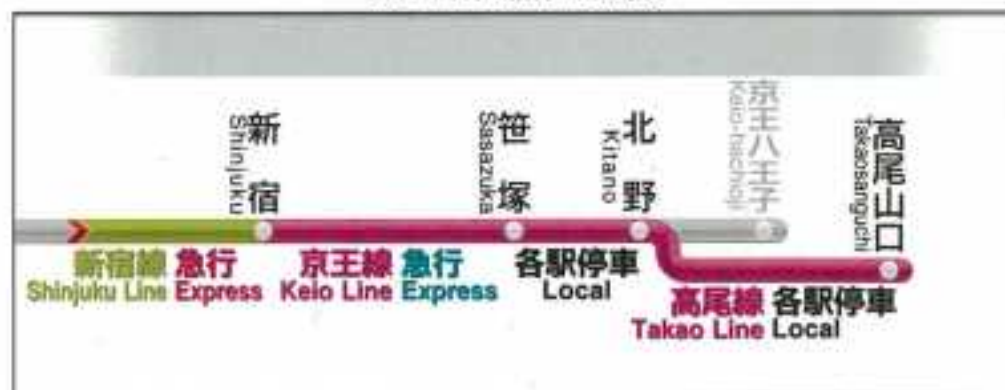 新宿
Shinjuku
笹塚
Sasazuka
北野
Kitano
京王八王子
Keio-hachioji
高尾山口
Takaosanguchi
新宿線 急行
Shinjuku Line Express
京王線 急行
Keio Line Express
各駅停車
Local
高尾線 各駅停車
Takao Line Local